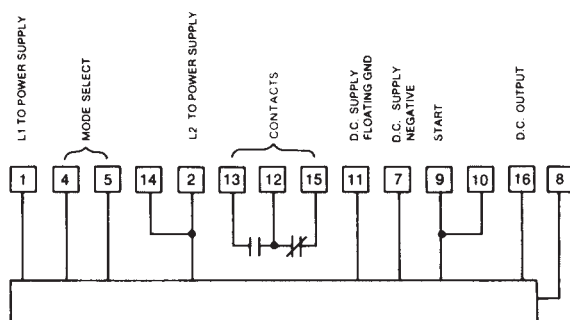 L1 TO POWER SUPPLY
MODE SELECT
L2 TO POWER SUPPLY
CONTACTS
D.C. SUPPLY
FLOATING GND
D.C. SUPPLY
NEGATIVE
START
D.C. OUTPUT
1 4 5 14 2 13 12 15 11 7 9 10 16 8